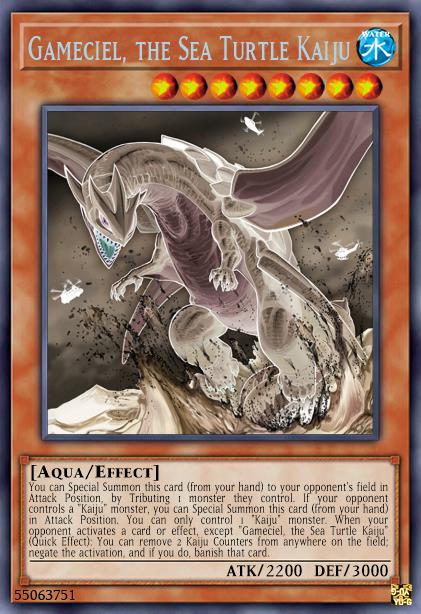 GAMECIEL, THE SEA TURTLE KAIJU
WATER
水
[AQUA/EFFECT]
You can Special Summon this card (from your hand) to your opponent's field in
Attack Position, by Tributing 1 monster they control. If your opponent
controls a "Kaiju" monster, you can Special Summon this card (from your hand)
in Attack Position. You can only control 1 "Kaiju" monster. When your
opponent activates a card or effect, except "Gameciel, the Sea Turtle Kaiju"
(Quick Effect): You can remove 2 Kaiju Counters from anywhere on the field;
negate the activation, and if you do, banish that card.
ATK/2200 DEF/3000
55063751